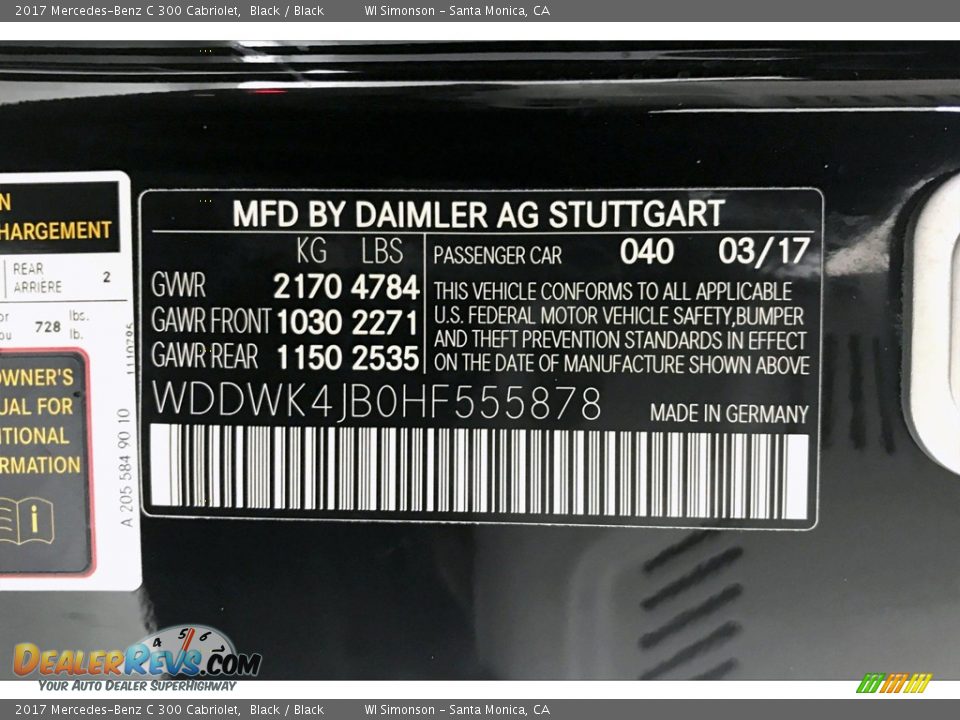 2017 Mercedes-Benz C 300 Cabriolet, Black / Black WI Simonson - Santa Monica, CA
HARGEMENT
REAR 2
ARRIÈRE
728 lbs.
lb.
1110785
OWNER'S
UAL FOR
ITIONAL
RMATION
i
A 205 584 90 10
MFD BY DAIMLER AG STUTTGART
KG LBS
GVWR 2170 4784
GAWR FRONT 1030 2271
GAWR REAR 1150 2535
PASSENGER CAR 040 03/17
THIS VEHICLE CONFORMS TO ALL APPLICABLE
U.S. FEDERAL MOTOR VEHICLE SAFETY,BUMPER
AND THEFT PREVENTION STANDARDS IN EFFECT
ON THE DATE OF MANUFACTURE SHOWN ABOVE
WDDWK4JB0HF555878
MADE IN GERMANY
4 5 6
DEALERREVS.COM
YOUR AUTO DEALER SUPERHIGHWAY
2017 Mercedes-Benz C 300 Cabriolet, Black / Black WI Simonson - Santa Monica, CA